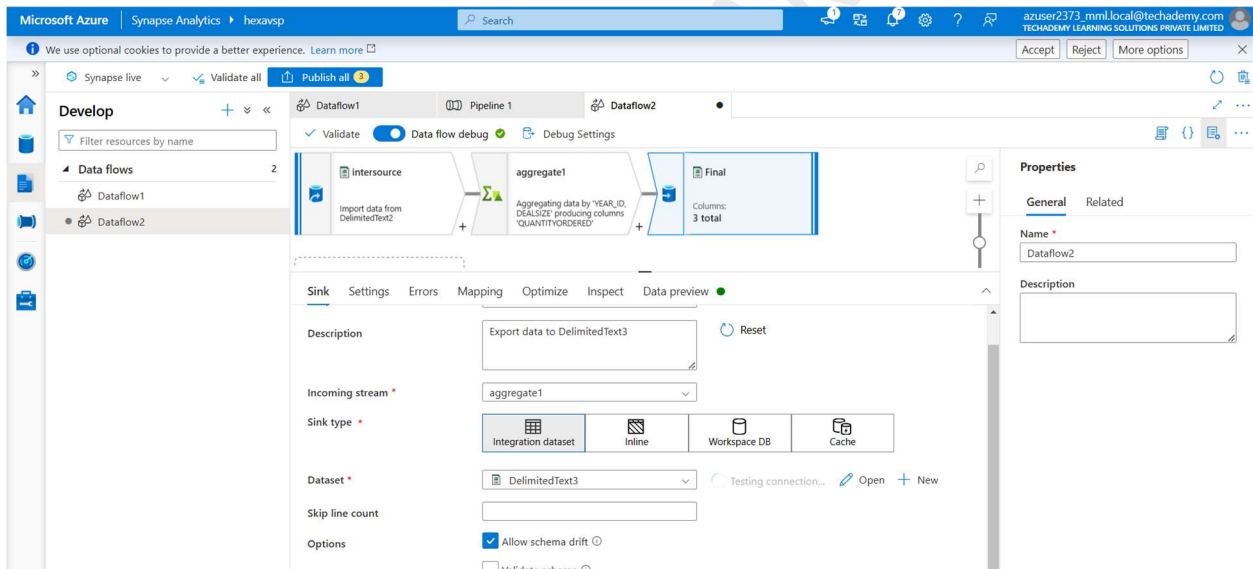 Microsoft Azure Synapse Analytics hexavsp Search 1 7 ? azuser2373_mml.local@techademy.com
TECHADEMY LEARNING SOLUTIONS PRIVATE LIMITED
We use optional cookies to provide a better experience. Learn more Accept Reject More options
Synapse live Validate all Publish all 3
Develop
Filter resources by name
Data flows 2
Dataflow1
Dataflow2
Dataflow1 Pipeline 1 Dataflow2
Validate Data flow debug Debug Settings
intersource
Import data from
DelimitedText2
aggregate1
Aggregating data by 'YEAR_ID,
DEALSIZE' producing columns
'QUANTITYORDERED'
Final
Columns:
3 total
Sink Settings Errors Mapping Optimize Inspect Data preview
Description Export data to DelimitedText3 Reset
Incoming stream * aggregate1
Sink type *
Integration dataset Inline Workspace DB Cache
Dataset * DelimitedText3 Testing connection... Open New
Skip line count
Options Allow schema drift
Validate schema
Properties
General Related
Name *
Dataflow2
Description